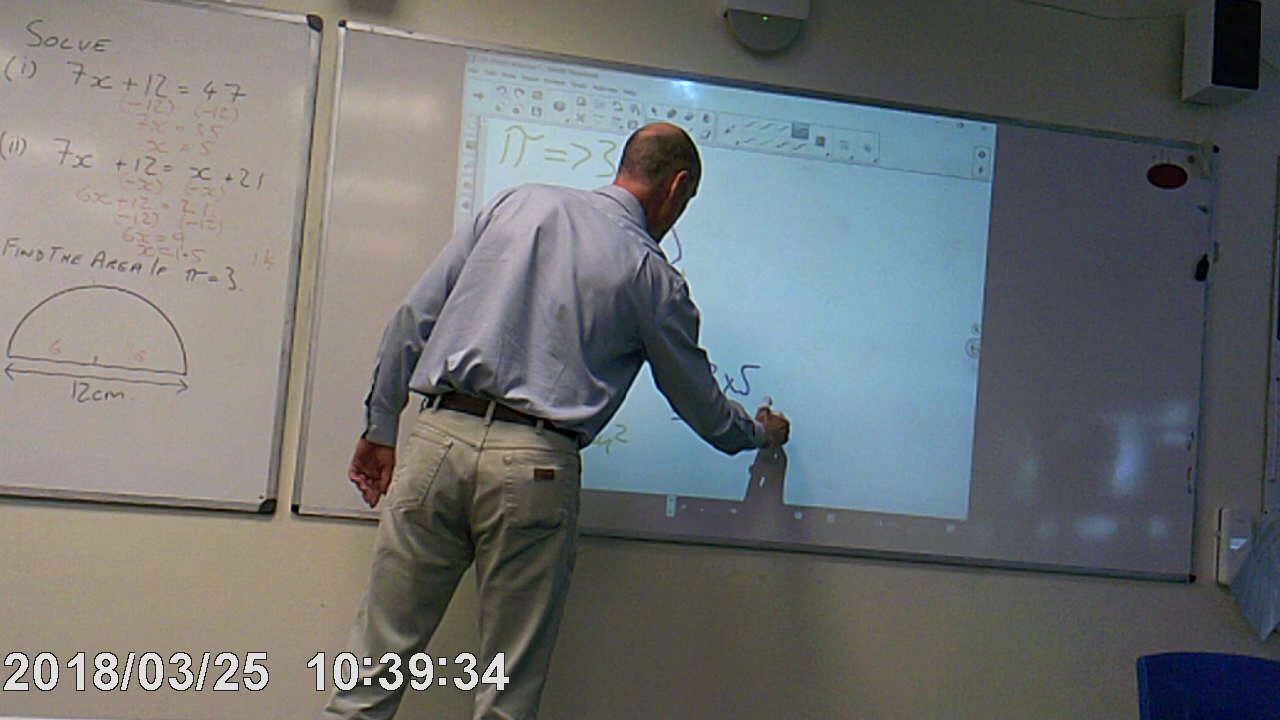 SOLVE
(i) 7x + 12 = 47
(-12) (-12)
7x = 35
x = 5
(ii) 7x + 12 = x + 21
(-x) (-x)
6x + 12 = 21
(-12) (-12)
6x = 9
x = 1.5
FIND THE AREA IF π = 3.
6 6
12cm
π => 3
x5
2018/03/25 10:39:34